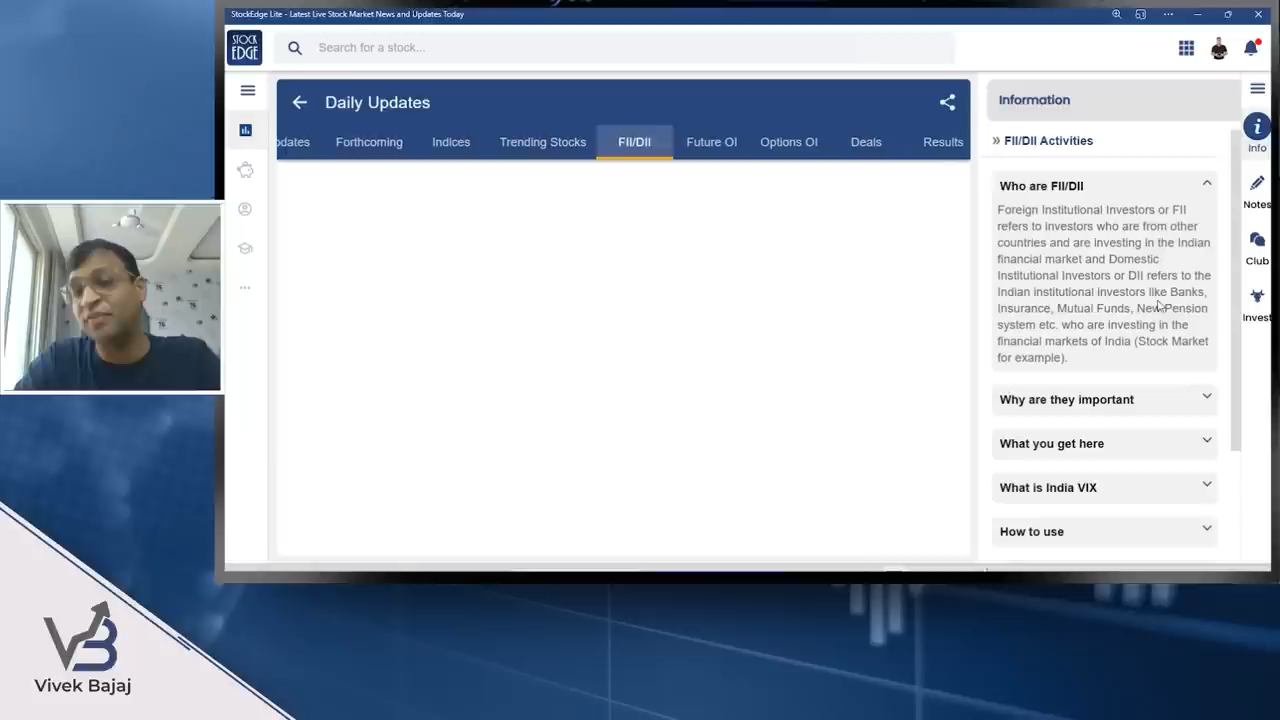 StockEdge Lite - Latest Live Stock Market News and Updates Today
STOCK
EDGE
Search for a stock...
Daily Updates
pdates
Forthcoming
Indices
Trending Stocks
FII/DII
Future OI
Options OI
Deals
Results
Information
» FII/DII Activities
Who are FII/DII
Foreign Institutional Investors or FII
refers to investors who are from other
countries and are investing in the Indian
financial market and Domestic
Institutional Investors or DII refers to the
Indian institutional investors like Banks,
Insurance, Mutual Funds, New Pension
system etc. who are investing in the
financial markets of India (Stock Market
for example).
Why are they important
What you get here
What is India VIX
How to use
Info
Notes
Club
Invest
VB
Vivek Bajaj